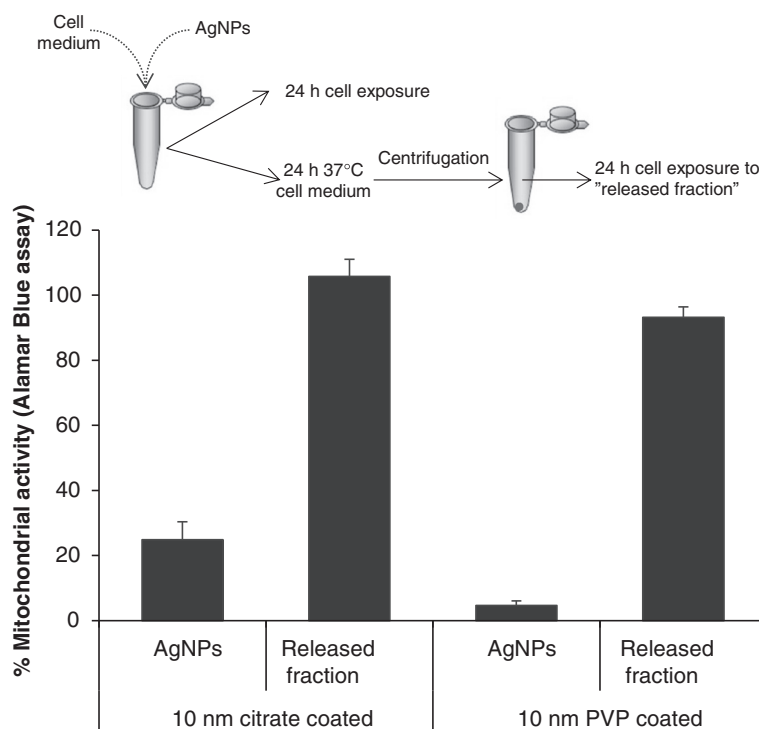 Cell
medium
AgNPs
24 h cell exposure
24 h 37°C
cell medium
Centrifugation
24 h cell exposure to
"released fraction"
% Mitochondrial activity (Alamar Blue assay)
120
100
80
60
40
20
0
AgNPs
Released
fraction
AgNPs
Released
fraction
10 nm citrate coated
10 nm PVP coated